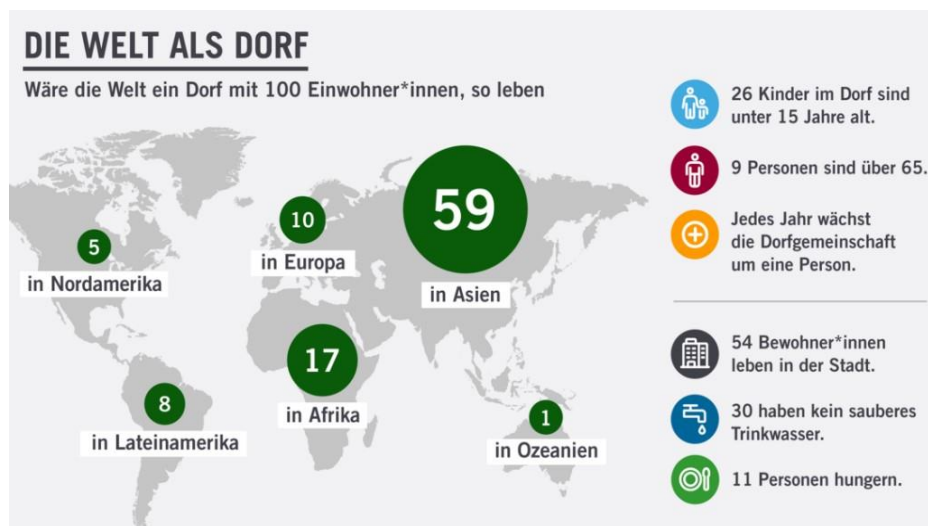 DIE WELT ALS DORF
Wäre die Welt ein Dorf mit 100 Einwohner*innen, so leben
5
in Nordamerika
10
in Europa
59
in Asien
17
in Afrika
8
in Lateinamerika
1
in Ozeanien
26 Kinder im Dorf sind
unter 15 Jahre alt.
9 Personen sind über 65.
Jedes Jahr wächst
die Dorfgemeinschaft
um eine Person.
54 Bewohner*innen
leben in der Stadt.
30 haben kein sauberes
Trinkwasser.
11 Personen hungern.